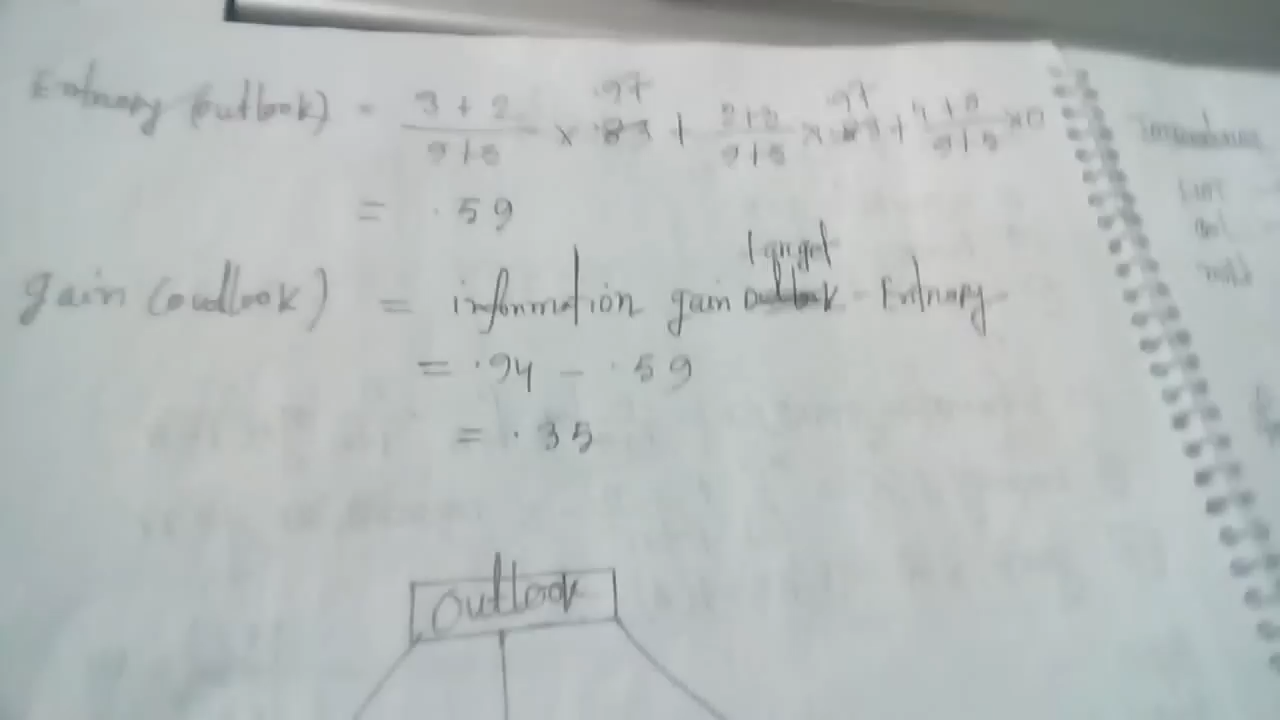 Entropy (outlook) = 3 + 2 / 9+5 × .97 + 2+3 / 9+5 × .97 + 4+0 / 9+5 × 0
= .59
gain (outlook) = information gain target - Entropy
= .94 - .59
= .35
outlook